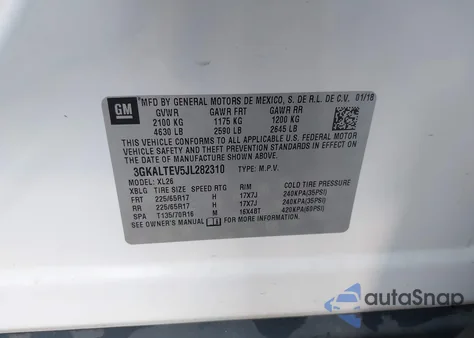 GM
MFD BY GENERAL MOTORS DE MEXICO, S. DE R.L. DE C.V. 01/18
GVWR GAWR FRT GAWR RR
2100 KG 1175 KG 1200 KG
4630 LB 2590 LB 2645 LB
THIS VEHICLE CONFORMS TO ALL APPLICABLE U.S. FEDERAL MOTOR
VEHICLE SAFETY AND THEFT PREVENTION STANDARDS IN EFFECT ON
THE DATE OF MANUFACTURE SHOWN ABOVE.
3GKALTEV5JL282310 TYPE: M.P.V.
MODEL: XL26
XBLG TIRE SIZE SPEED RTG R/M COLD TIRE PRESSURE
FRT 225/65R17 H 17X7J 240KPA(35PSI)
RR 225/65R17 H 17X7J 240KPA(35PSI)
SPA T135/70R16 M 16X4BT 420KPA(60PSI)
SEE OWNER'S MANUAL FOR MORE INFORMATION.
autoSnap